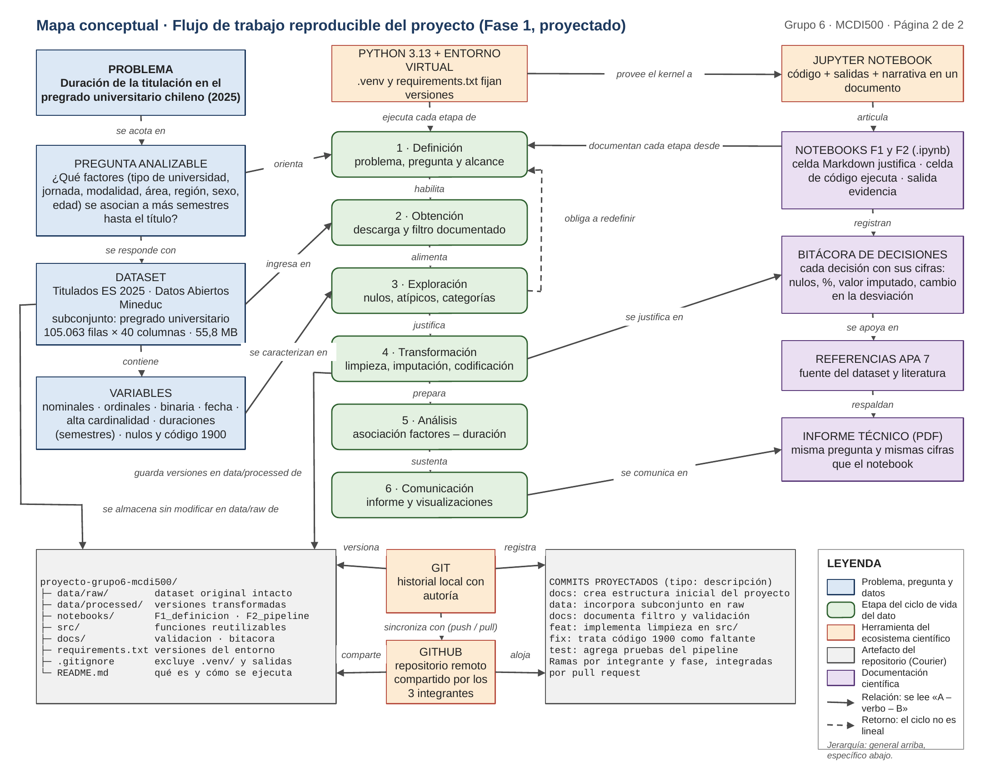 Mapa conceptual · Flujo de trabajo reproducible del proyecto (Fase 1, proyectado)
Grupo 6 · MCDI500 · Página 2 de 2
PROBLEMA
Duración de la titulación en el
pregrado universitario chileno (2025)
se acota en
PREGUNTA ANALIZABLE
¿Qué factores (tipo de universidad,
jornada, modalidad, área, región, sexo,
edad) se asocian a más semestres
hasta el título?
se responde con
DATASET
Titulados ES 2025 · Datos Abiertos
Mineduc
subconjunto: pregrado universitario
105.063 filas × 40 columnas · 55,8 MB
contiene
VARIABLES
nominales · ordinales · binaria · fecha ·
alta cardinalidad · duraciones
(semestres) · nulos y código 1900
orienta
ingresa en
se caracterizan en
guarda versiones en data/processed de
se almacena sin modificar en data/raw de
PYTHON 3.13 + ENTORNO
VIRTUAL
.venv y requirements.txt fijan
versiones
provee el kernel a
ejecuta cada etapa de
1 · Definición
problema, pregunta y alcance
habilita
2 · Obtención
descarga y filtro documentado
alimenta
3 · Exploración
nulos, atípicos, categorías
justifica
4 · Transformación
limpieza, imputación, codificación
prepara
5 · Análisis
asociación factores – duración
sustenta
6 · Comunicación
informe y visualizaciones
documentan cada etapa desde
obliga a redefinir
se justifica en
se comunica en
JUPYTER NOTEBOOK
código + salidas + narrativa en un
documento
articula
NOTEBOOKS F1 y F2 (.ipynb)
celda Markdown justifica · celda
de código ejecuta · salida
evidencia
registran
BITÁCORA DE DECISIONES
cada decisión con sus cifras:
nulos, %, valor imputado, cambio
en la desviación
se apoya en
REFERENCIAS APA 7
fuente del dataset y literatura
respaldan
INFORME TÉCNICO (PDF)
misma pregunta y mismas cifras
que el notebook
proyecto-grupo6-mcdi500/
├─ data/raw/ dataset original intacto
├─ data/processed/ versiones transformadas
├─ notebooks/ F1_definicion · F2_pipeline
├─ src/ funciones reutilizables
├─ docs/ validacion · bitacora
├─ requirements.txt versiones del entorno
├─ .gitignore excluye .venv/ y salidas
└─ README.md qué es y cómo se ejecuta
versiona
registra
GIT
historial local con
autoría
sincroniza con (push / pull)
comparte
aloja
GITHUB
repositorio remoto
compartido por los
3 integrantes
COMMITS PROYECTADOS (tipo: descripción)
docs: crea estructura inicial del proyecto
data: incorpora subconjunto en raw
docs: documenta filtro y validación
feat: implementa limpieza en src/
fix: trata código 1900 como faltante
test: agrega pruebas del pipeline
Ramas por integrante y fase, integradas
por pull request
LEYENDA
Problema, pregunta y
datos
Etapa del ciclo de vida
del dato
Herramienta del
ecosistema científico
Artefacto del
repositorio (Courier)
Documentación
científica
Relación: se lee «A –
verbo – B»
Retorno: el ciclo no es
lineal
Jerarquía: general arriba,
específico abajo.